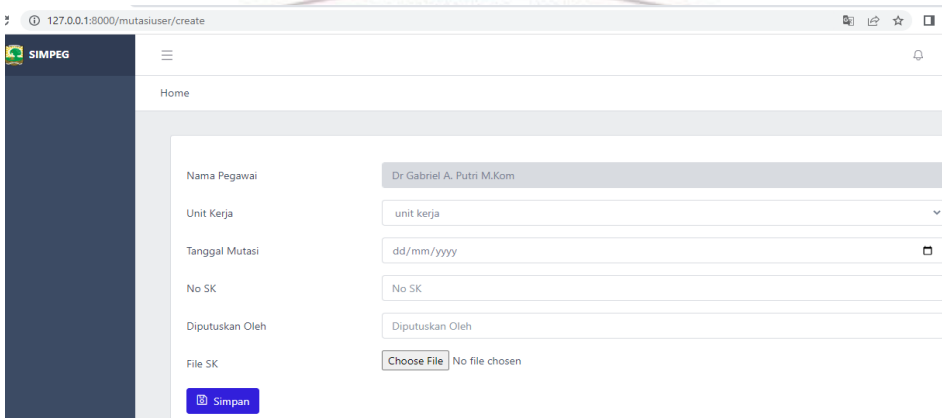 127.0.0.1:8000/mutasiuser/create
SIMPEG
Home
Nama Pegawai Dr Gabriel A. Putri M.Kom
Unit Kerja unit kerja
Tanggal Mutasi dd/mm/yyyy
No SK No SK
Diputuskan Oleh Diputuskan Oleh
File SK Choose File No file chosen
Simpan